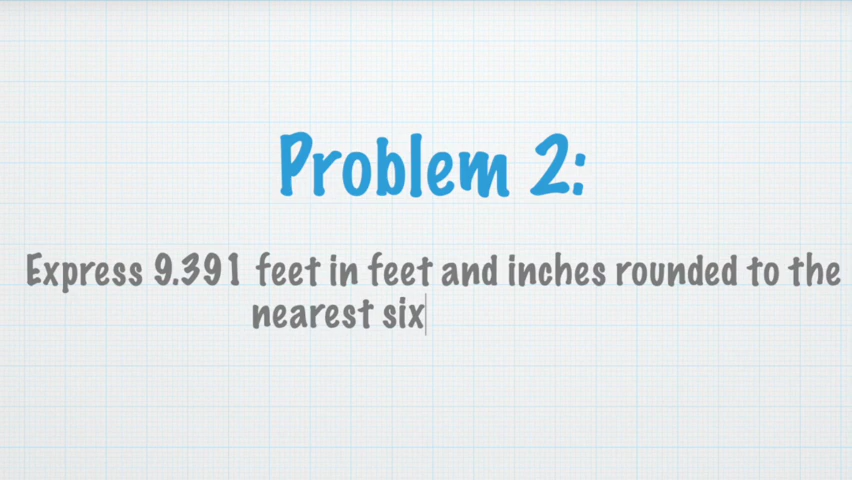 Problem 2:
Express 9.391 feet in feet and inches rounded to the
nearest six